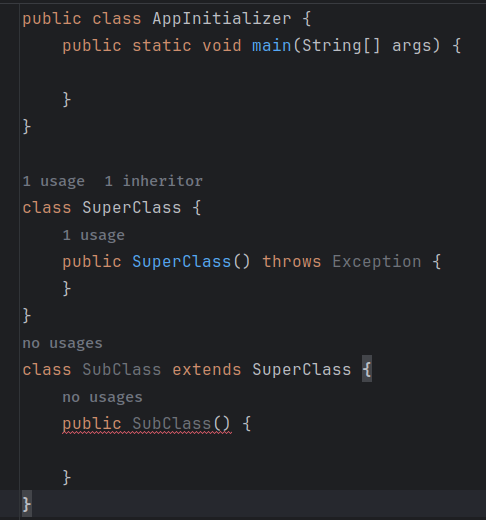 public class AppInitializer {
    public static void main(String[] args) {
    }
}
1 usage  1 inheritor
class SuperClass {
    1 usage
    public SuperClass() throws Exception {
    }
}
no usages
class SubClass extends SuperClass {
    no usages
    public SubClass() {
    }
}